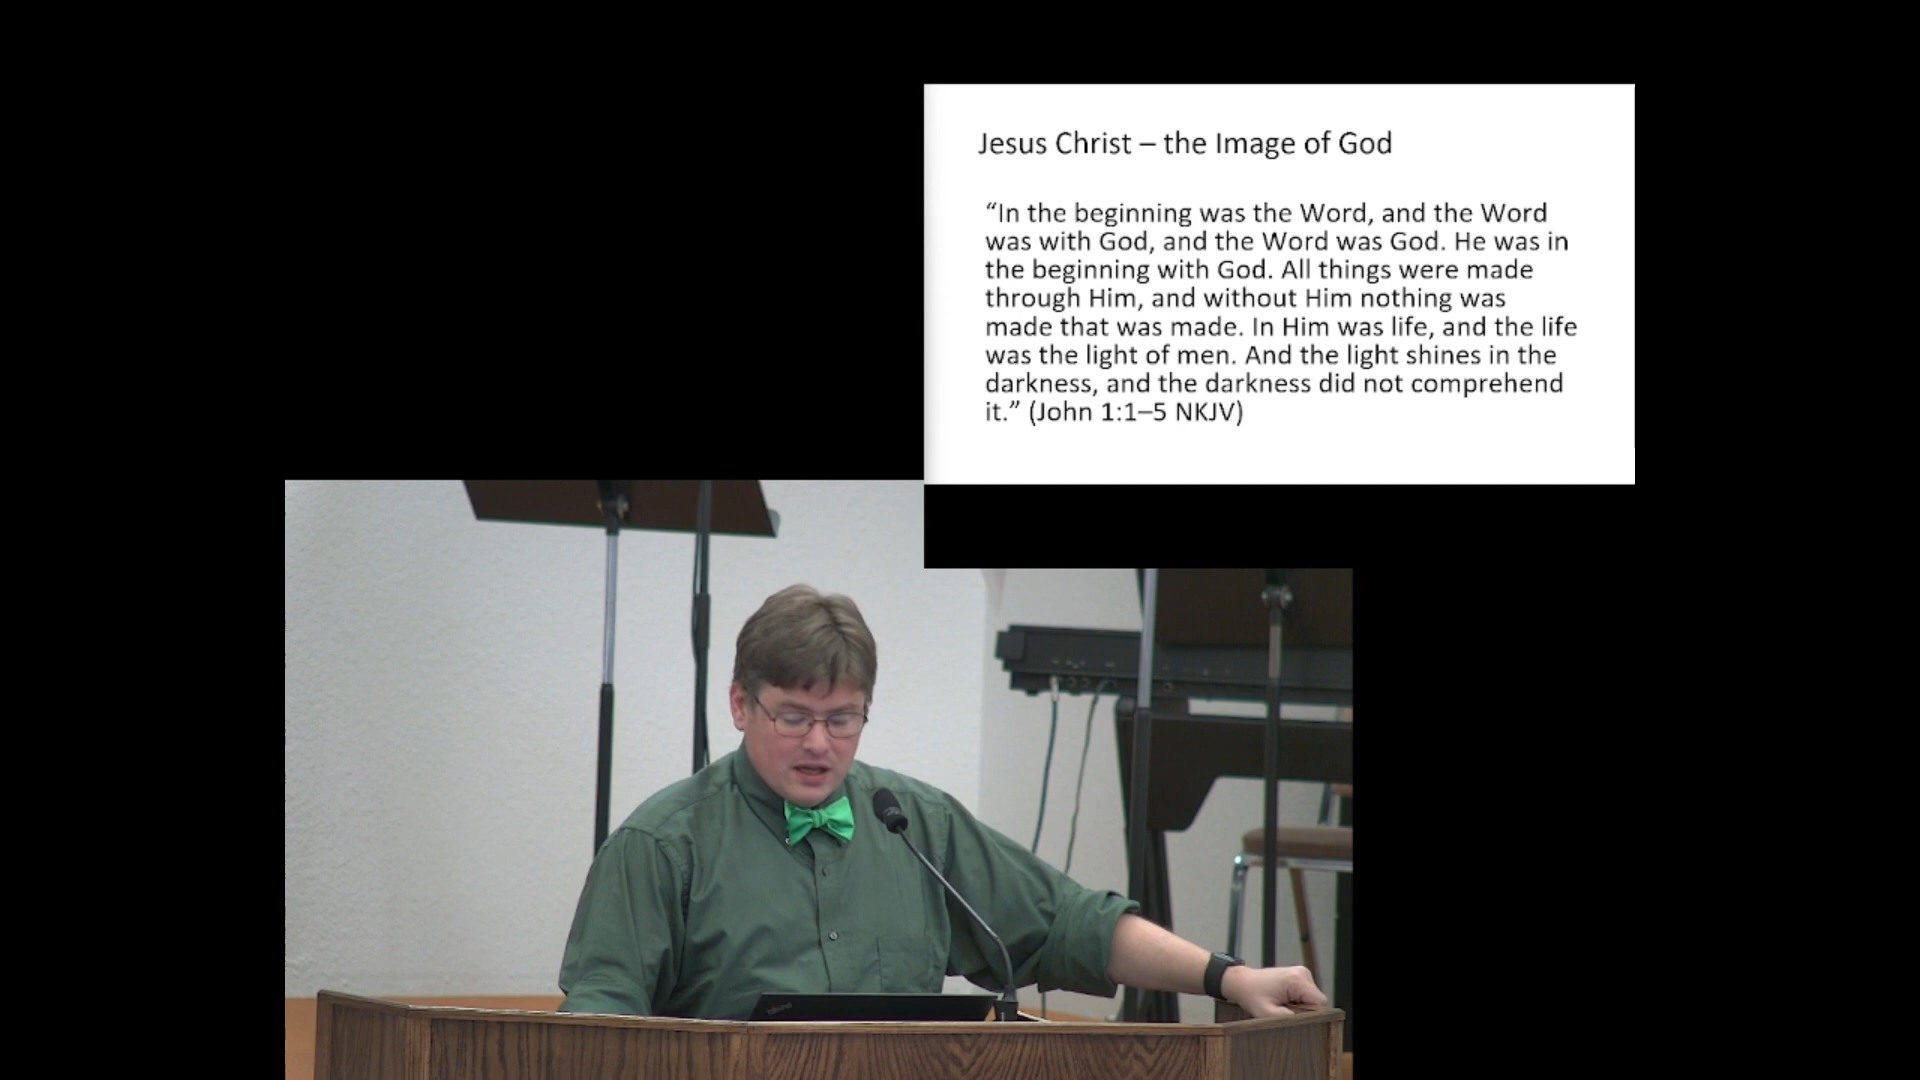 Jesus Christ – the Image of God
“In the beginning was the Word, and the Word
was with God, and the Word was God. He was in
the beginning with God. All things were made
through Him, and without Him nothing was
made that was made. In Him was life, and the life
was the light of men. And the light shines in the
darkness, and the darkness did not comprehend
it.” (John 1:1–5 NKJV)